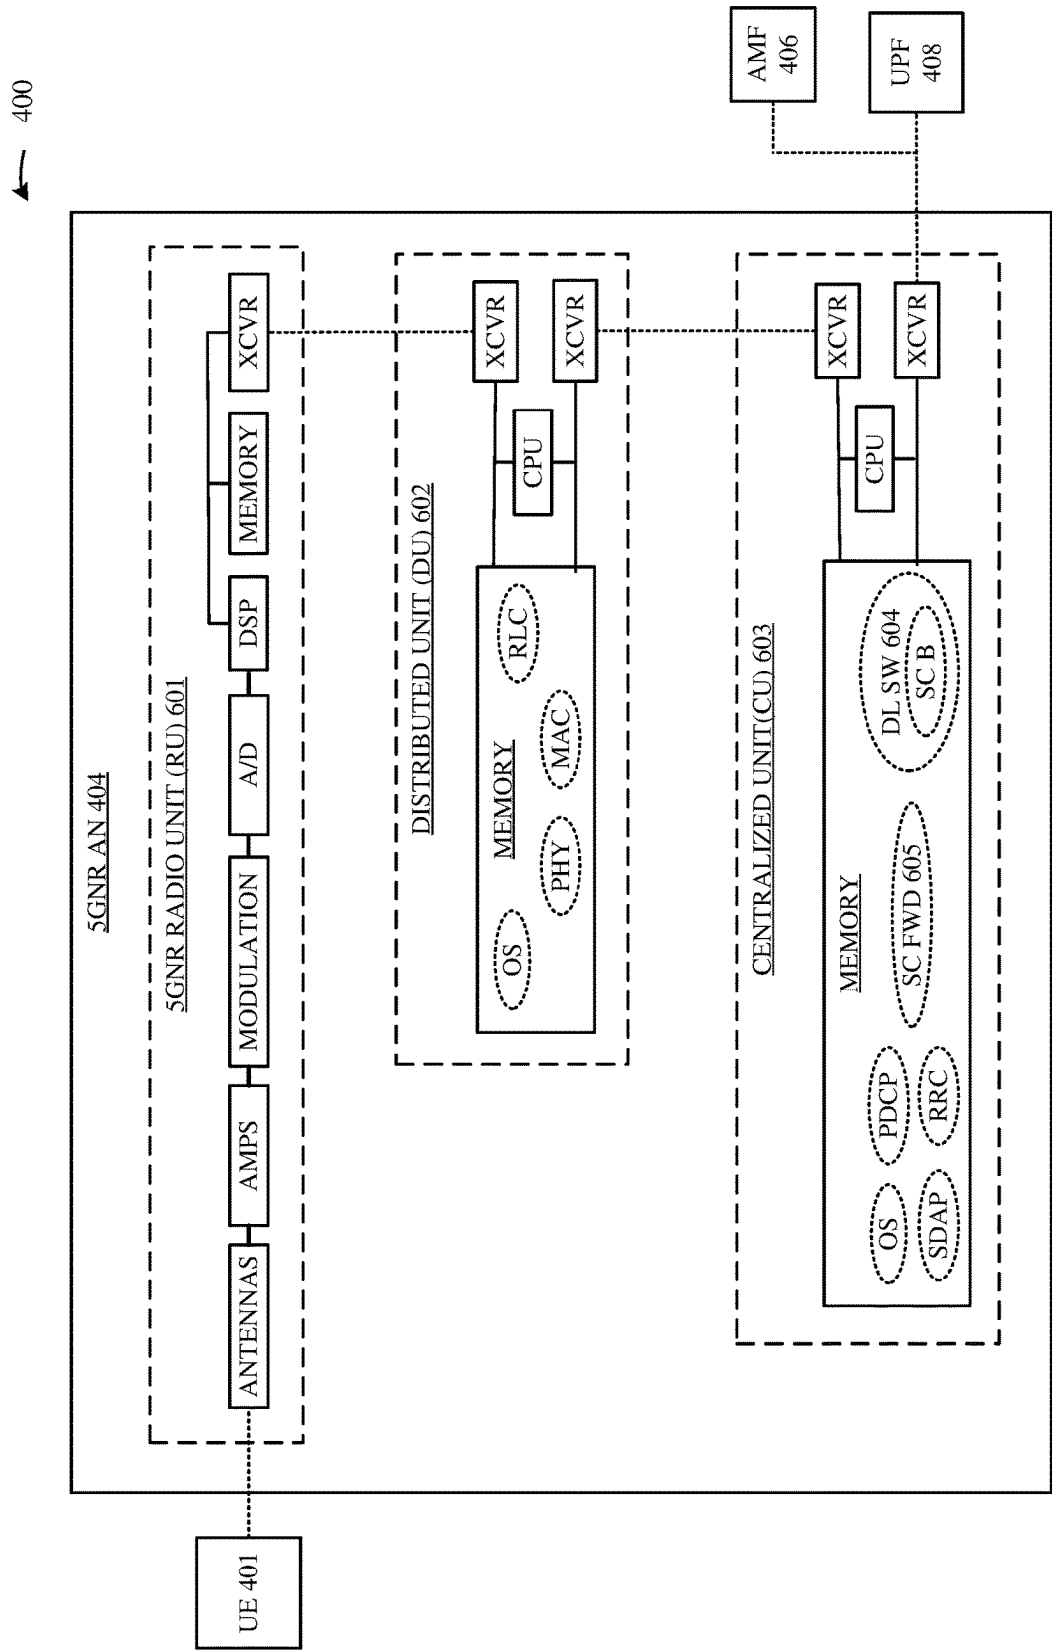 400
5GNR AN 404
5GNR RADIO UNIT (RU) 601
UE 401
ANTENNAS
AMPS
MODULATION
A/D
DSP
MEMORY
XCVR
DISTRIBUTED UNIT (DU) 602
MEMORY
OS
PHY
MAC
RLC
CPU
XCVR
XCVR
CENTRALIZED UNIT(CU) 603
MEMORY
OS
PDCP
SDAP
RRC
SC FWD 605
DL SW 604
SC B
CPU
XCVR
XCVR
AMF
406
UPF
408